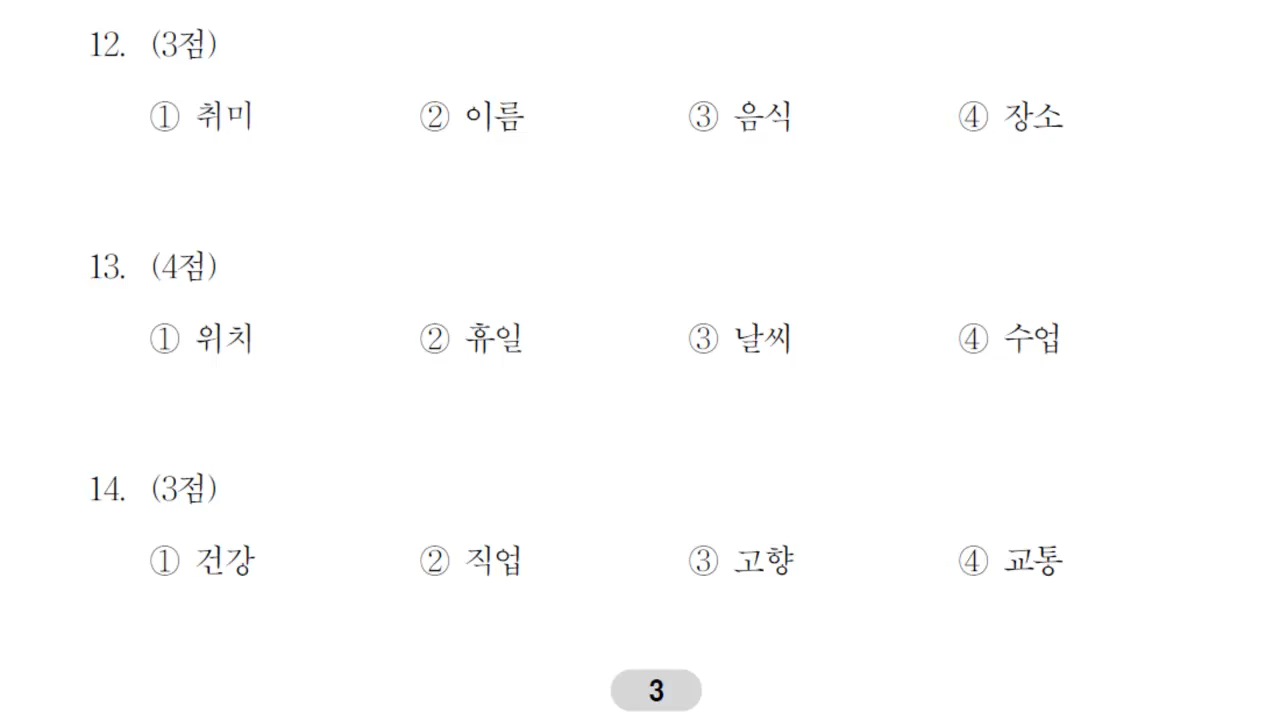 12. (3점)
① 취미 ② 이름 ③ 음식 ④ 장소
13. (4점)
① 위치 ② 휴일 ③ 날씨 ④ 수업
14. (3점)
① 건강 ② 직업 ③ 고향 ④ 교통
3